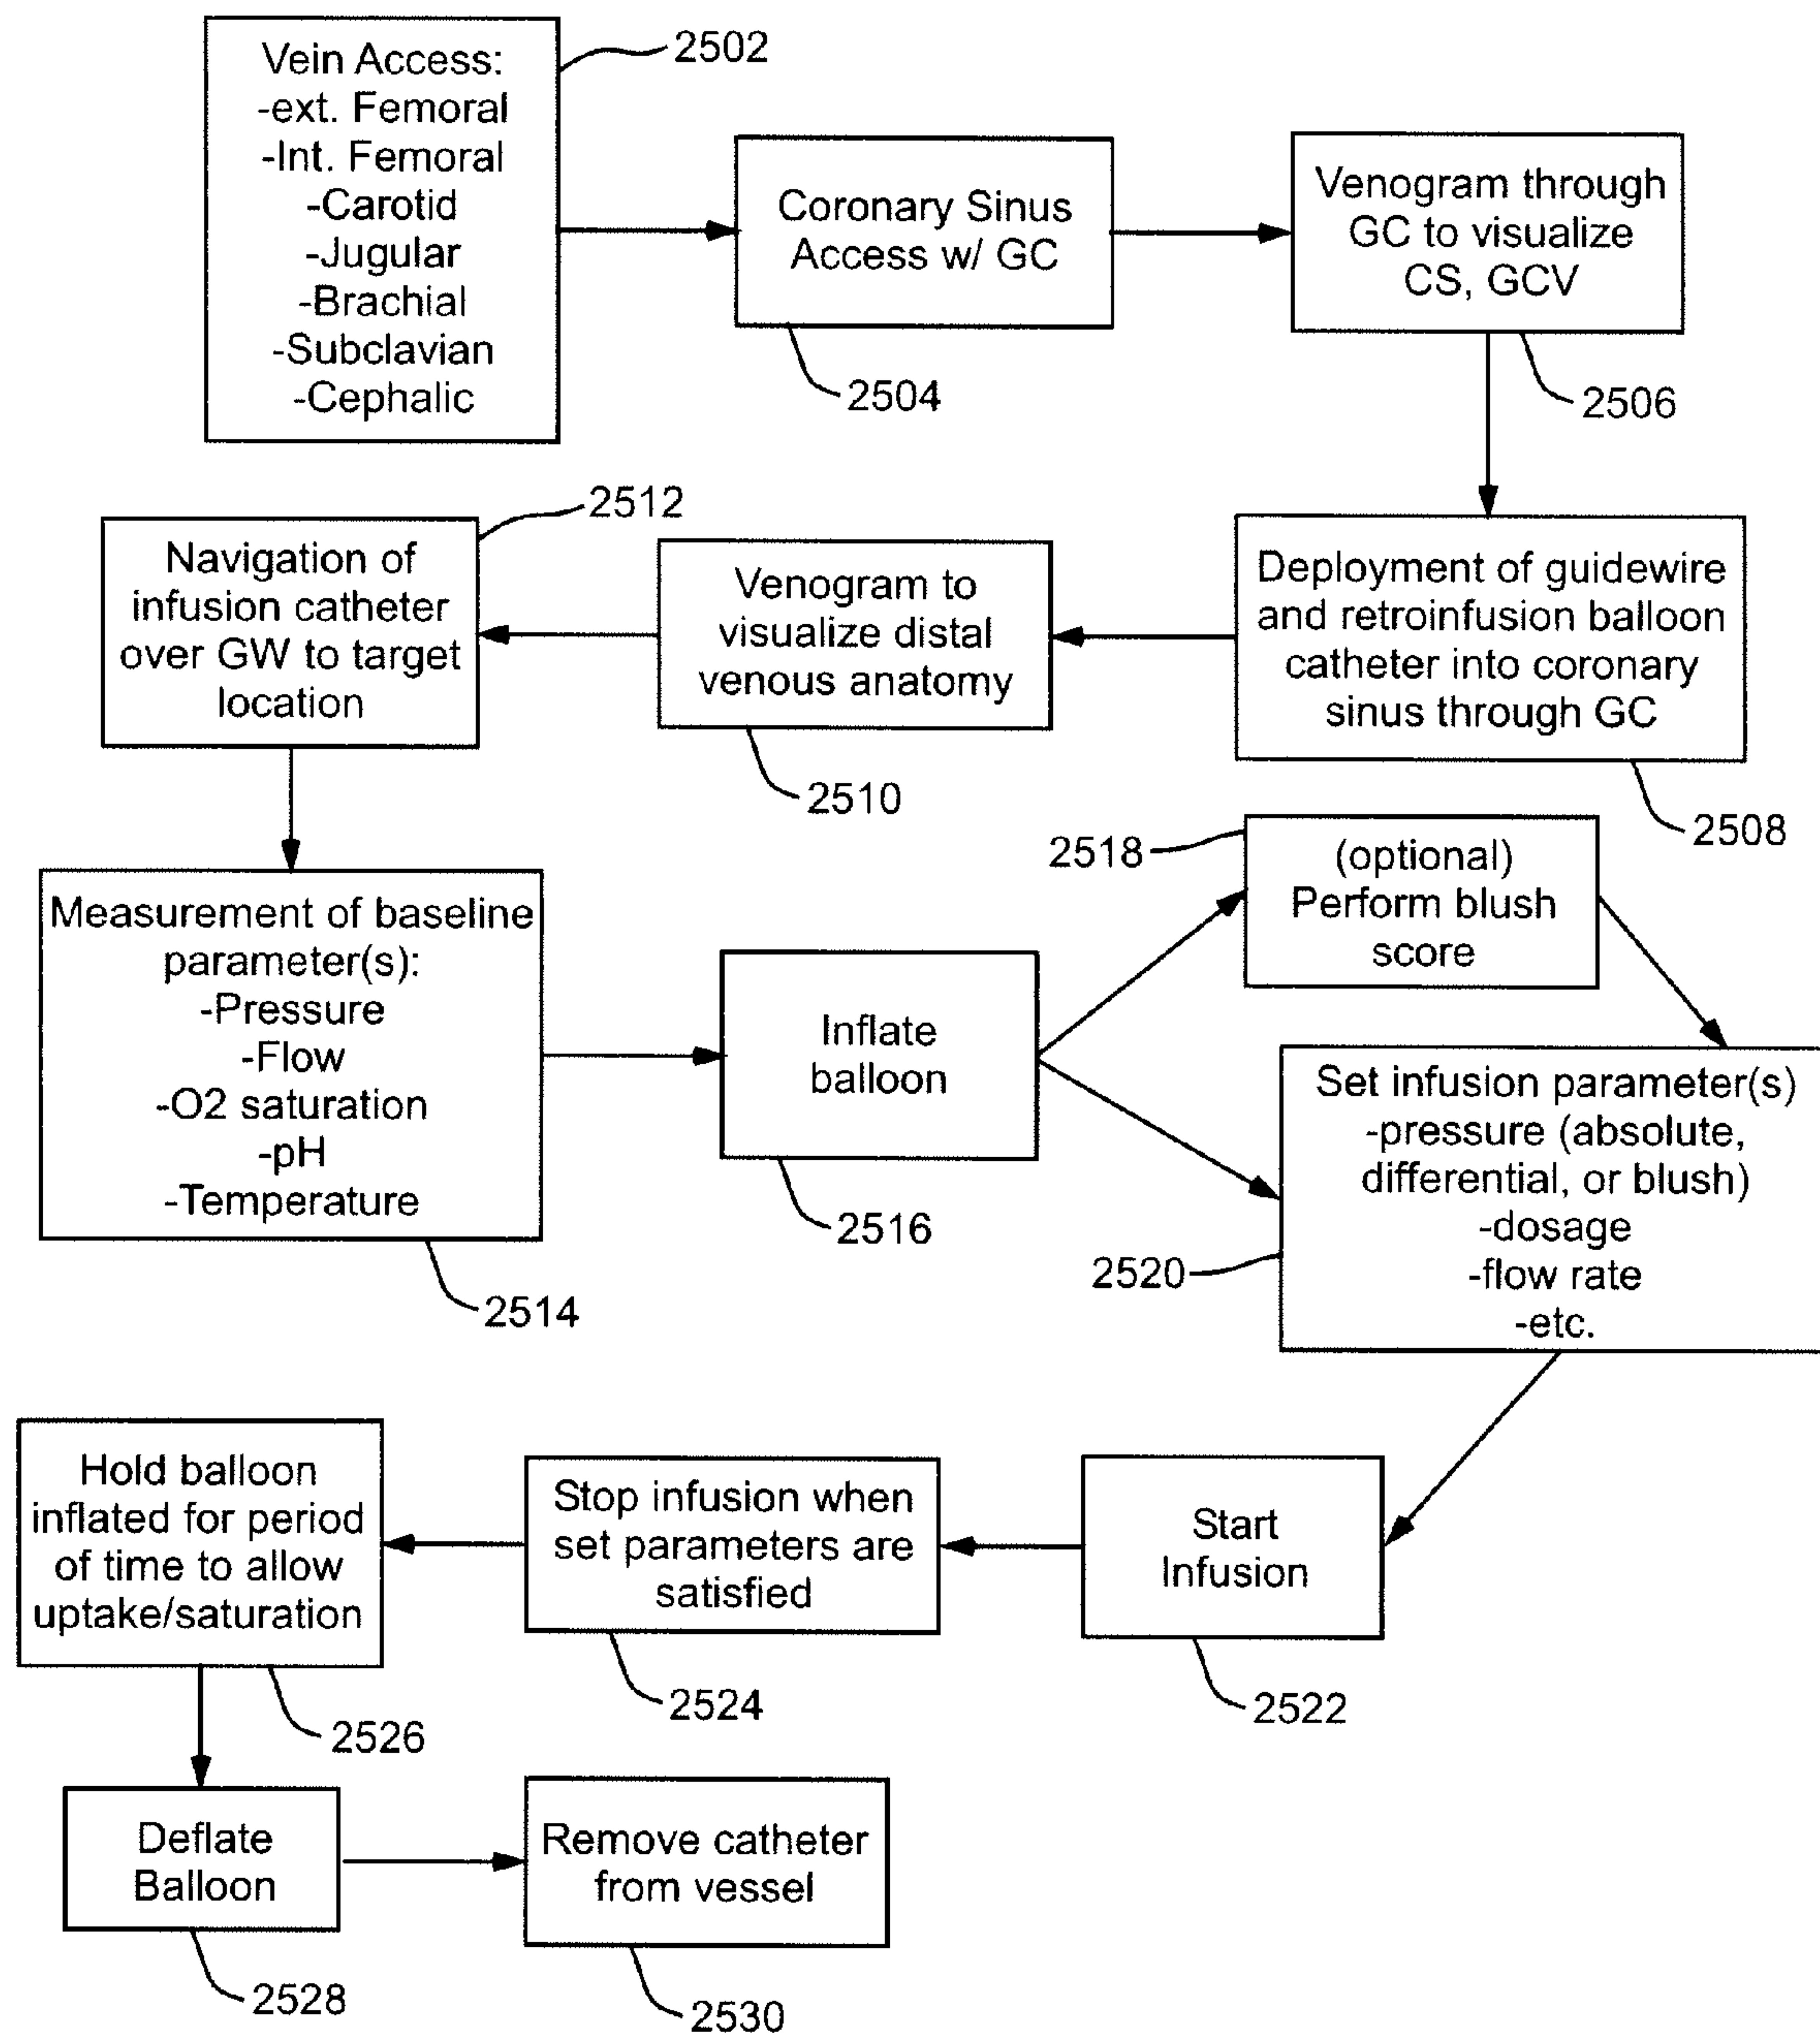 Vein Access:
-ext. Femoral
-Int. Femoral
-Carotid
-Jugular
-Brachial
-Subclavian
-Cephalic
2502
Coronary Sinus
Access w/ GC
2504
Venogram through
GC to visualize
CS, GCV
2506
Deployment of guidewire
and retroinfusion balloon
catheter into coronary
sinus through GC
2508
Venogram to
visualize distal
venous anatomy
2510
Navigation of
infusion catheter
over GW to target
location
2512
Measurement of baseline
parameter(s):
-Pressure
-Flow
-O2 saturation
-pH
-Temperature
2514
Inflate
balloon
2516
(optional)
Perform blush
score
2518
Set infusion parameter(s)
-pressure (absolute,
differential, or blush)
-dosage
-flow rate
-etc.
2520
Start
Infusion
2522
Stop infusion when
set parameters are
satisfied
2524
Hold balloon
inflated for period
of time to allow
uptake/saturation
2526
Deflate
Balloon
2528
Remove catheter
from vessel
2530